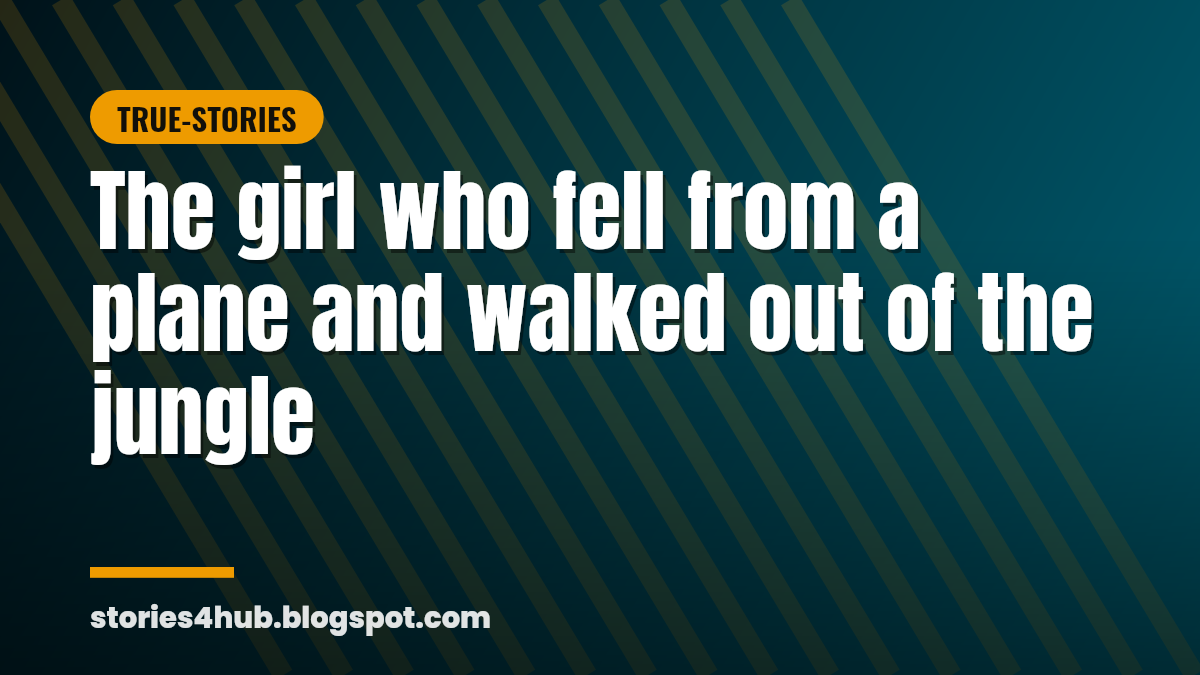 TRUE-STORIES
The girl who fell from a
plane and walked out of the
jungle
stories4hub.blogspot.com